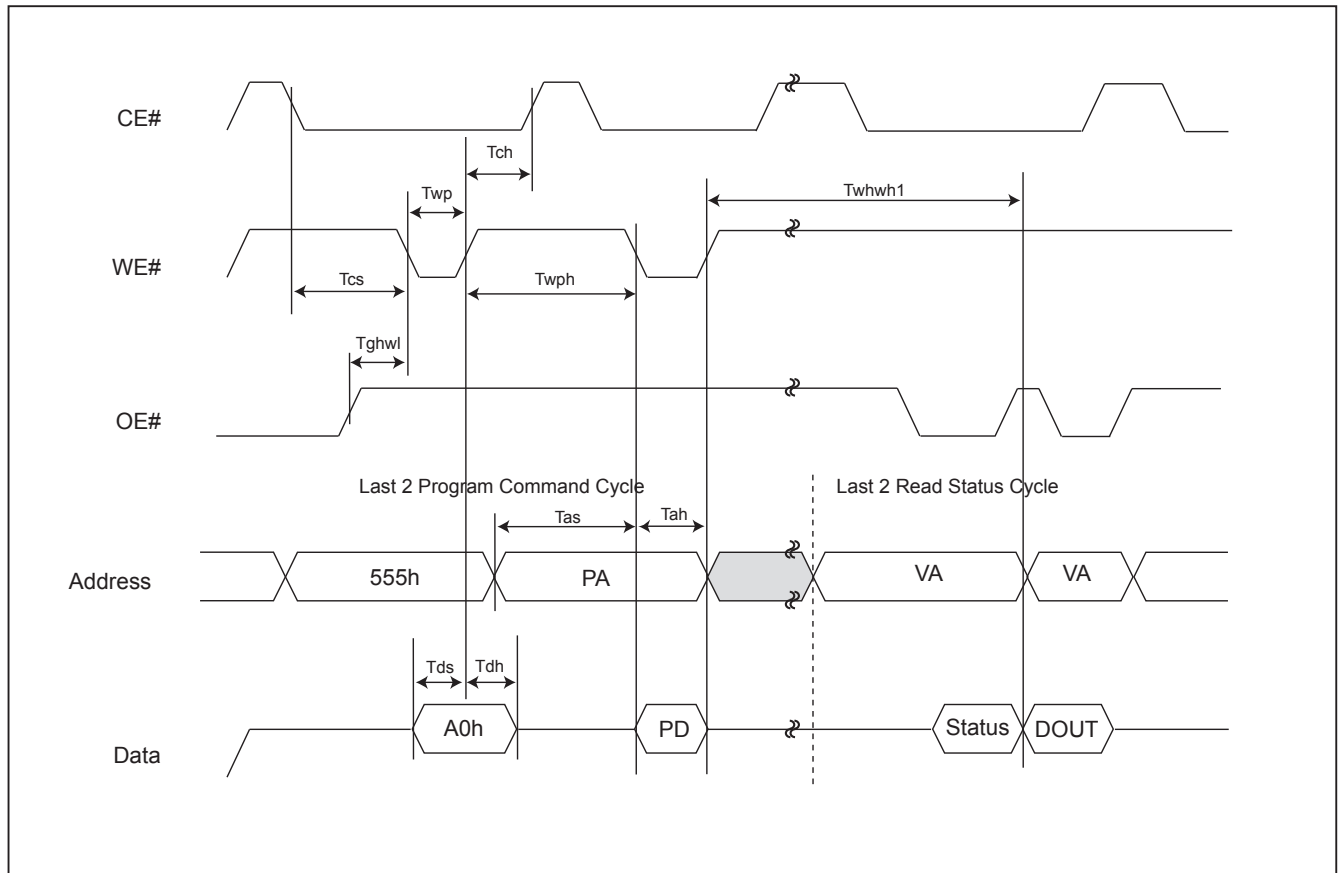 CE#
Tch
Twp
Twhwh1
WE#
Tcs
Twph
Tghwl
OE#
Last 2 Program Command Cycle
Last 2 Read Status Cycle
Tas
Tah
Address
555h
PA
VA
VA
Tds
Tdh
Data
A0h
PD
Status
DOUT